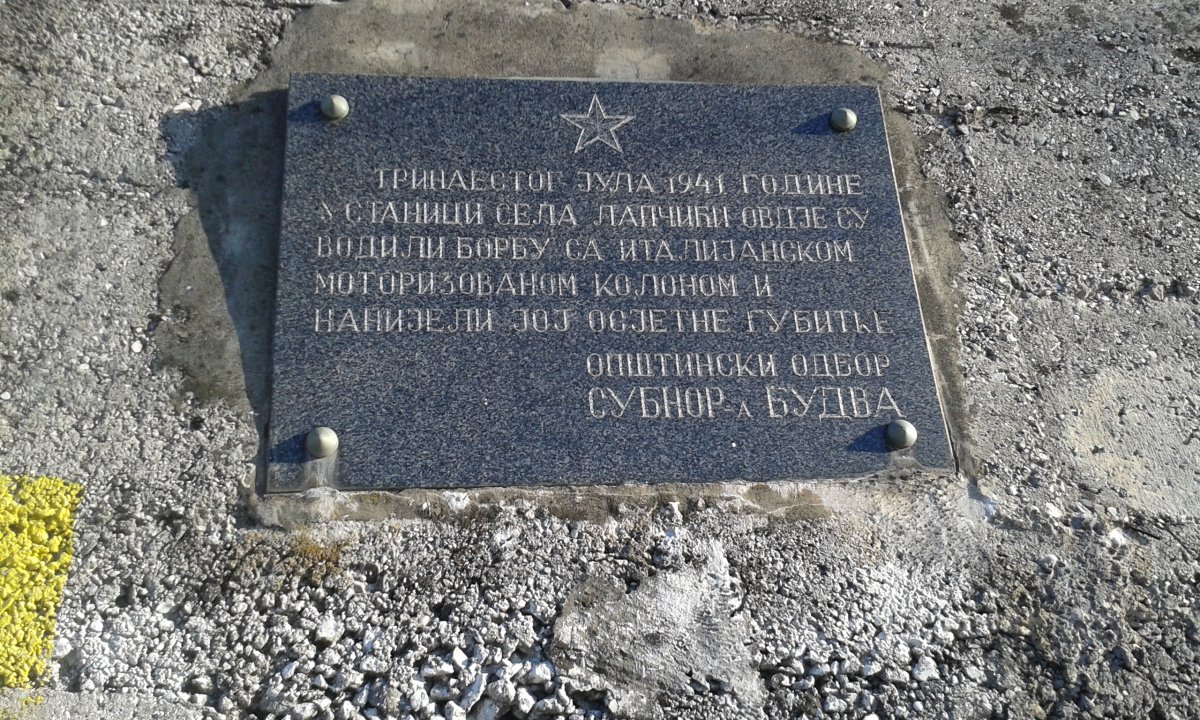 ТРИНАЕСТОГ ЈУЛА 1941 ГОДИНЕ
УСТАНИЦИ СЕЛА ЛАПЧИЋИ ОВДЈЕ СУ
ВОДИЛИ БОРБУ СА ИТАЛИЈАНСКОМ
МОТОРИЗОВАНОМ КОЛОНОМ И
НАНИЈЕЛИ ЈОЈ ОСЈЕТНЕ ГУБИТКЕ
ОПШТИНСКИ ОДБОР
СУБНОР-А БУДВА